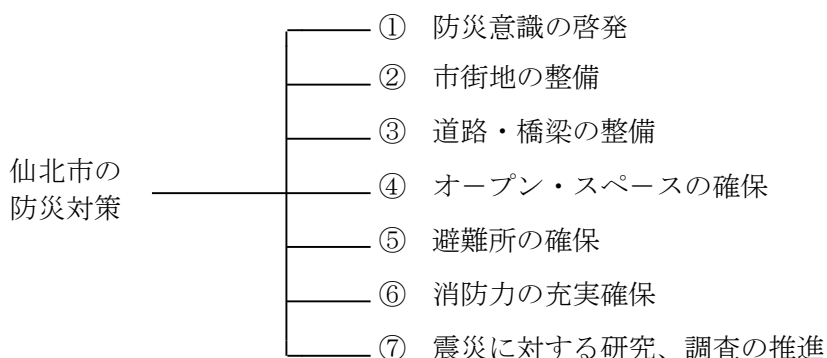 仙北市の
防災対策
① 防災意識の啓発
② 市街地の整備
③ 道路・橋梁の整備
④ オープン・スペースの確保
⑤ 避難所の確保
⑥ 消防力の充実確保
⑦ 震災に対する研究、調査の推進